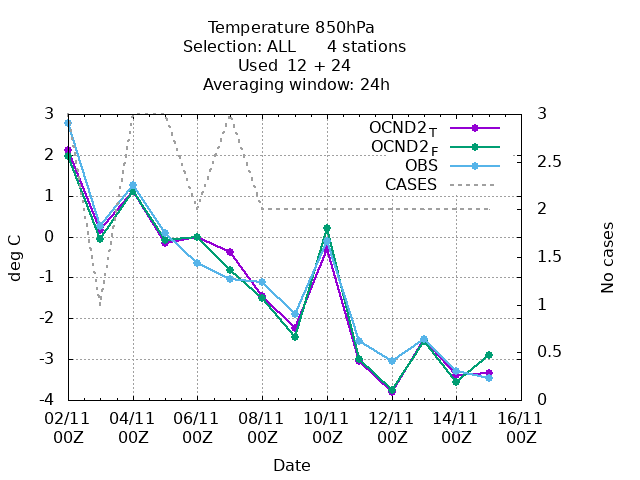 Temperature 850hPa
Selection: ALL 4 stations
Used 12 + 24
Averaging window: 24h
OCND2 T
OCND2 F
OBS
CASES
deg C
3
2
1
0
-1
-2
-3
-4
3
2.5
2
1.5
1
0.5
0
No cases
02/11 04/11 06/11 08/11 10/11 12/11 14/11 16/11
00Z 00Z 00Z 00Z 00Z 00Z 00Z 00Z
Date